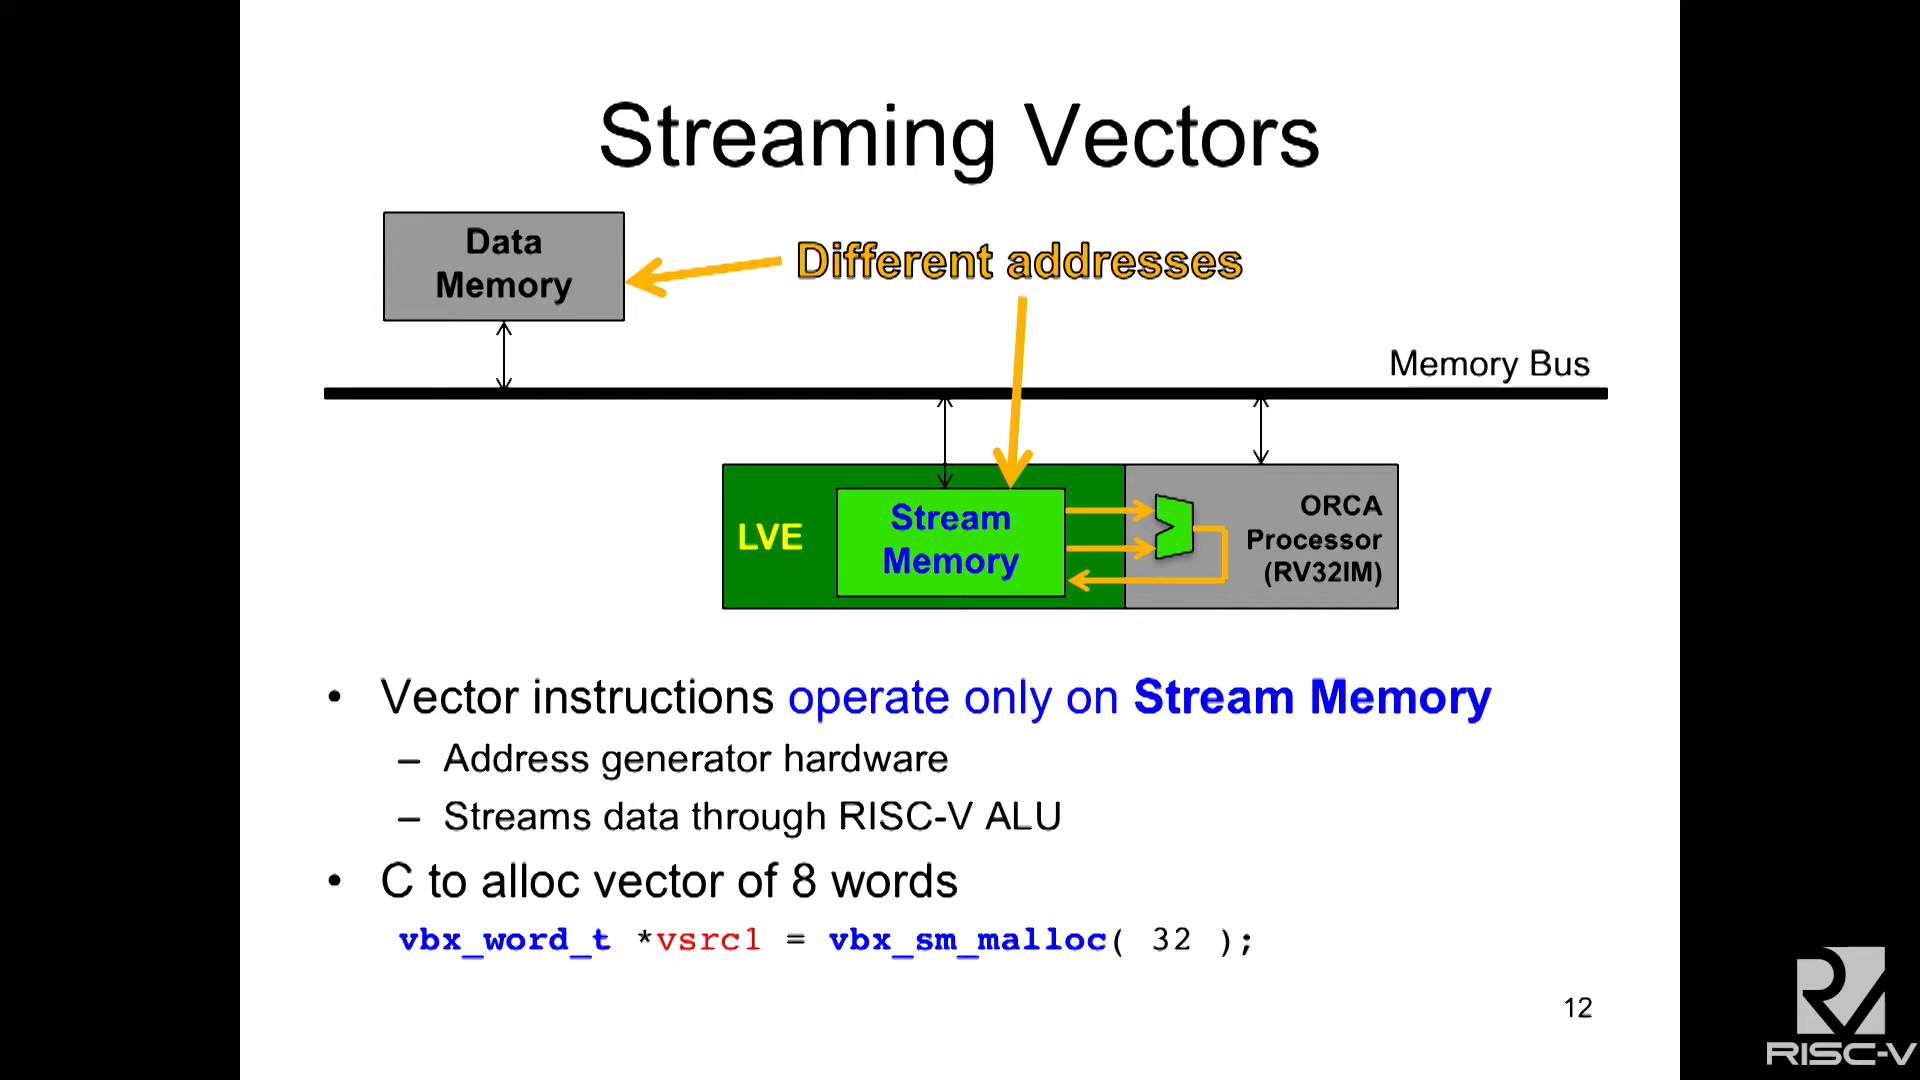 Streaming Vectors
Data
Memory
Different addresses
Memory Bus
LVE
Stream
Memory
ORCA
Processor
(RV32IM)
• Vector instructions operate only on Stream Memory
– Address generator hardware
– Streams data through RISC-V ALU
• C to alloc vector of 8 words
vbx_word_t *vsrc1 = vbx_sm_malloc( 32 );
12
RISC-V